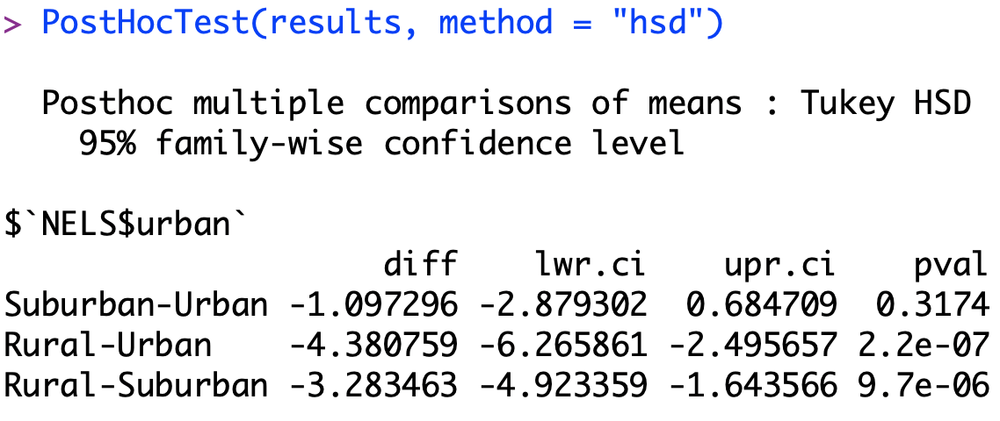 > PostHocTest(results, method = "hsd")
Posthoc multiple comparisons of means : Tukey HSD
95% family-wise confidence level
$`NELS$urban`
diff lwr.ci upr.ci pval
Suburban-Urban -1.097296 -2.879302 0.684709 0.3174
Rural-Urban -4.380759 -6.265861 -2.495657 2.2e-07
Rural-Suburban -3.283463 -4.923359 -1.643566 9.7e-06